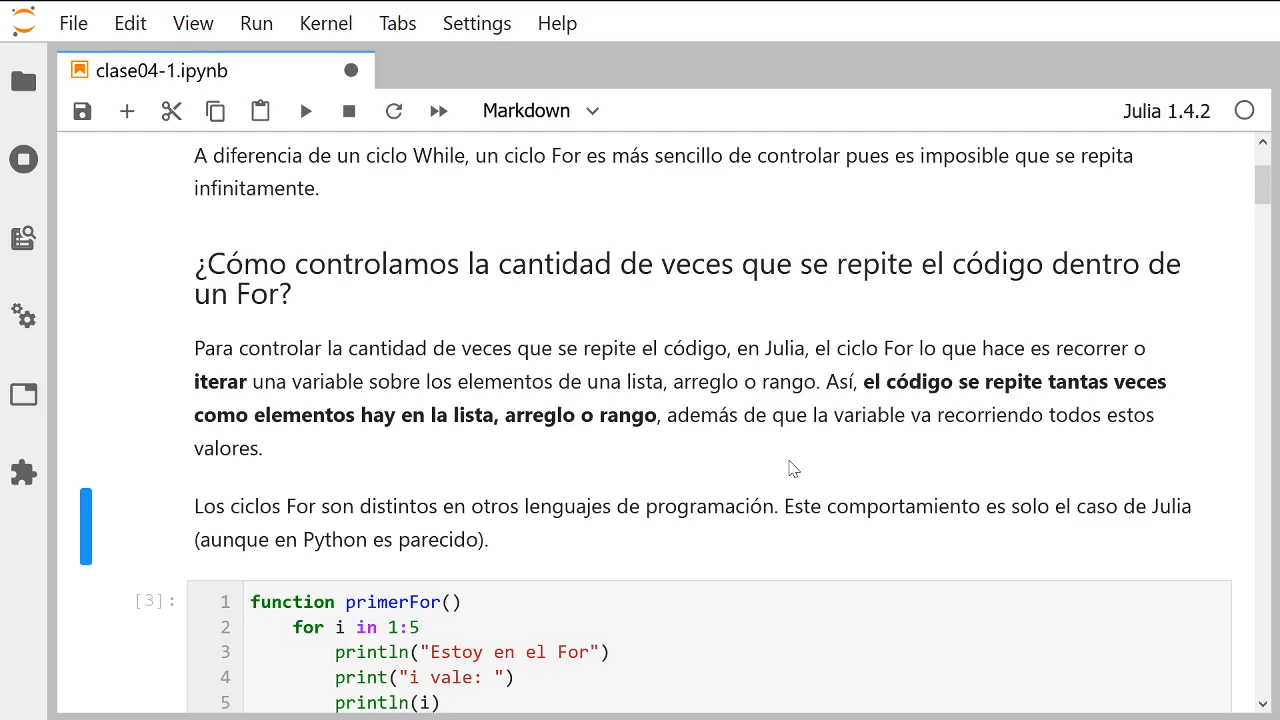 File Edit View Run Kernel Tabs Settings Help
clase04-1.ipynb
Markdown
Julia 1.4.2
A diferencia de un ciclo While, un ciclo For es más sencillo de controlar pues es imposible que se repita
infinitamente.
¿Cómo controlamos la cantidad de veces que se repite el código dentro de
un For?
Para controlar la cantidad de veces que se repite el código, en Julia, el ciclo For lo que hace es recorrer o
iterar una variable sobre los elementos de una lista, arreglo o rango. Así, el código se repite tantas veces
como elementos hay en la lista, arreglo o rango, además de que la variable va recorriendo todos estos
valores.
Los ciclos For son distintos en otros lenguajes de programación. Este comportamiento es solo el caso de Julia
(aunque en Python es parecido).
[3]: 1 function primerFor()
2 for i in 1:5
3 println("Estoy en el For")
4 print("i vale: ")
5 println(i)